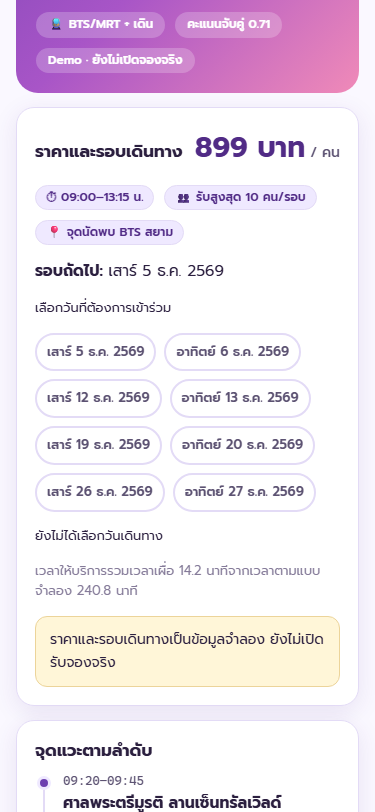 BTS/MRT + เดิน
คะแนนจับคู่ 0.71
Demo · ยังไม่เปิดจองจริง
ราคาและรอบเดินทาง 899 บาท / คน
09:00–13:15 น.
รับสูงสุด 10 คน/รอบ
จุดนัดพบ BTS สยาม
รอบถัดไป: เสาร์ 5 ธ.ค. 2569
เลือกวันที่ต้องการเข้าร่วม
เสาร์ 5 ธ.ค. 2569
อาทิตย์ 6 ธ.ค. 2569
เสาร์ 12 ธ.ค. 2569
อาทิตย์ 13 ธ.ค. 2569
เสาร์ 19 ธ.ค. 2569
อาทิตย์ 20 ธ.ค. 2569
เสาร์ 26 ธ.ค. 2569
อาทิตย์ 27 ธ.ค. 2569
ยังไม่ได้เลือกวันเดินทาง
เวลาให้บริการรวมเวลาเผื่อ 14.2 นาทีจากเวลาตามแบบ
จำลอง 240.8 นาที
ราคาและรอบเดินทางเป็นข้อมูลจำลอง ยังไม่เปิด
รับจองจริง
จุดแวะตามลำดับ
09:20–09:45
ศาลพระตรีมูรติ ลานเซ็นทรัลเวิลด์